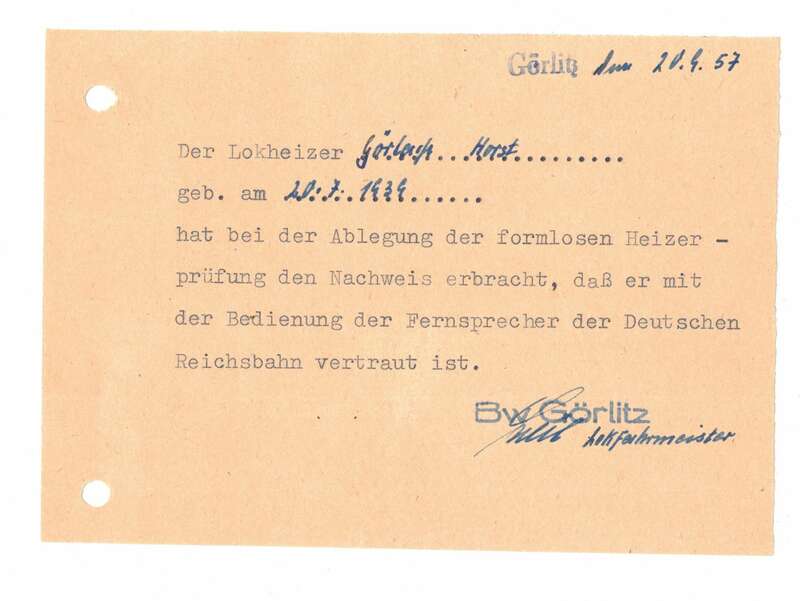 Görlitz den 20.9.57
Der Lokheizer Görlach...Horst.........
geb. am 20.7.1939......
hat bei der Ablegung der formlosen Heizer -
prüfung den Nachweis erbracht, daß er mit
der Bedienung der Fernsprecher der Deutschen
Reichsbahn vertraut ist.
Bw Görlitz
Lokfahrmeister